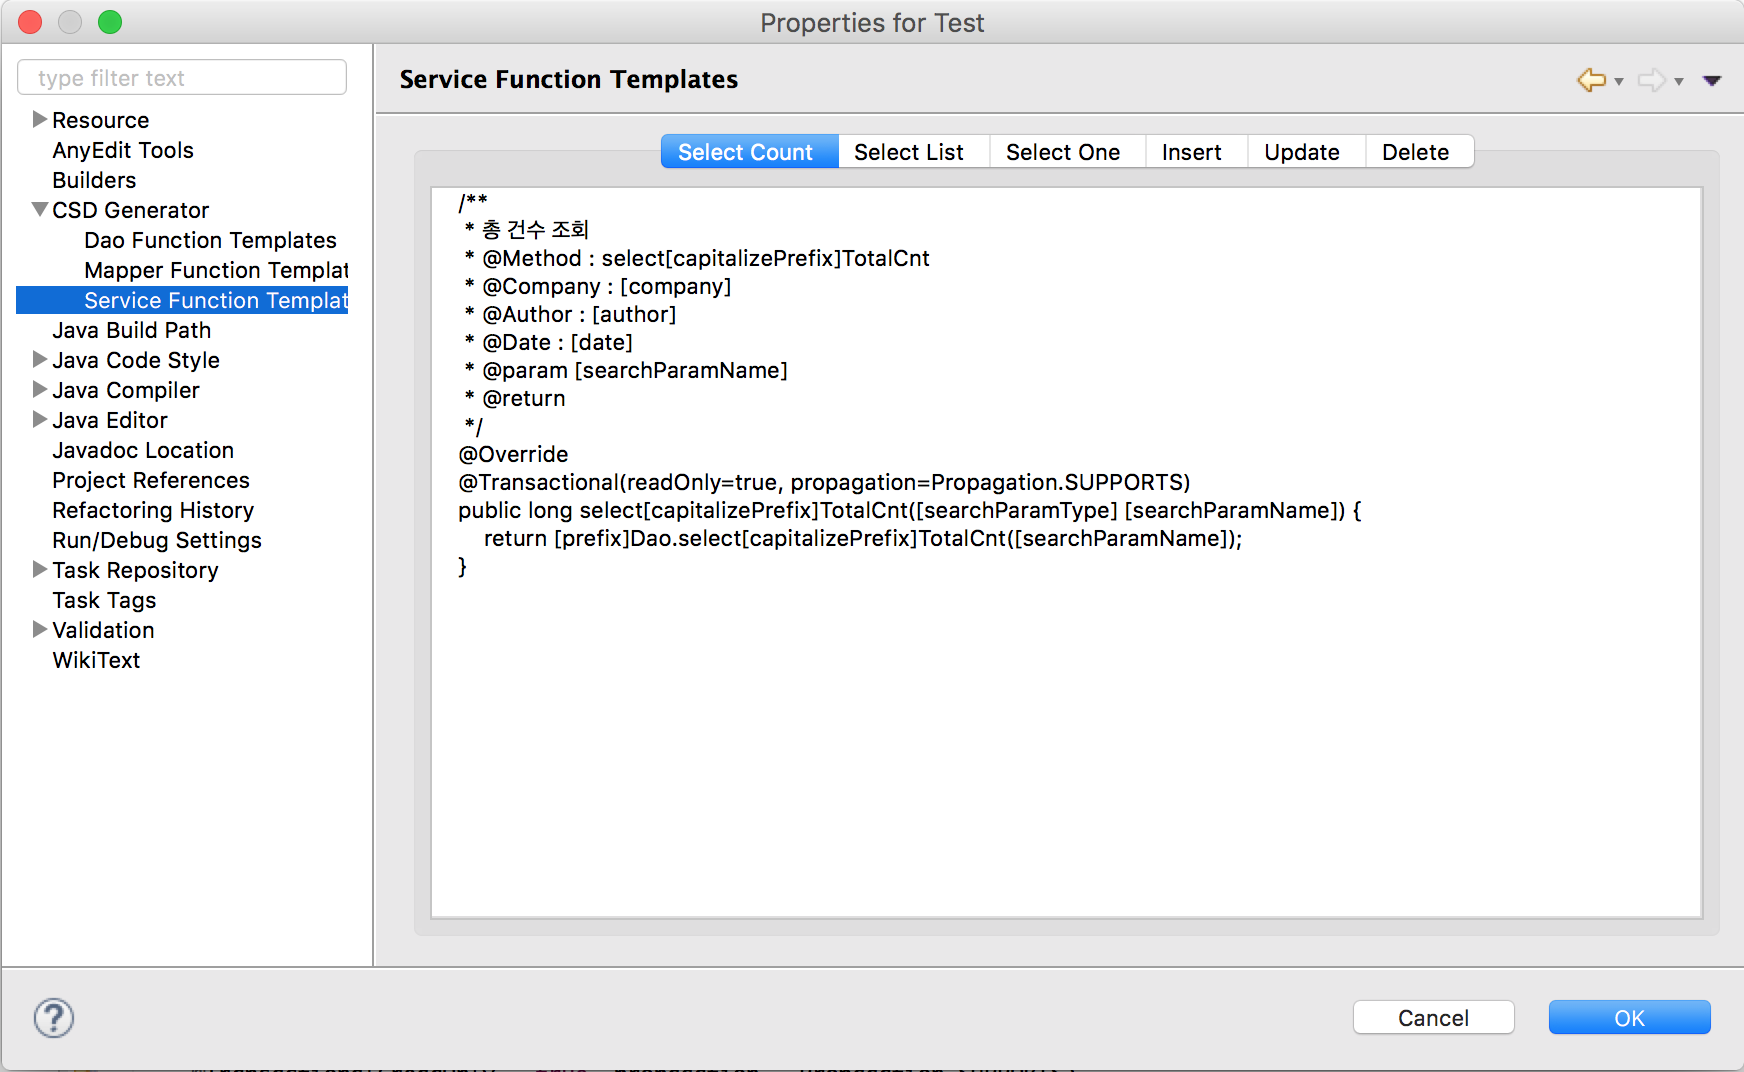 Properties for Test
type filter text
Resource
AnyEdit Tools
Builders
CSD Generator
Dao Function Templates
Mapper Function Templat
Service Function Templat
Java Build Path
Java Code Style
Java Compiler
Java Editor
Javadoc Location
Project References
Refactoring History
Run/Debug Settings
Task Repository
Task Tags
Validation
WikiText
Service Function Templates
Select Count Select List Select One Insert Update Delete
/**
* 총 건수 조회
* @Method : select[capitalizePrefix]TotalCnt
* @Company : [company]
* @Author : [author]
* @Date : [date]
* @param [searchParamName]
* @return
*/
@Override
@Transactional(readOnly=true, propagation=Propagation.SUPPORTS)
public long select[capitalizePrefix]TotalCnt([searchParamType] [searchParamName]) {
return [prefix]Dao.select[capitalizePrefix]TotalCnt([searchParamName]);
}
?
Cancel OK